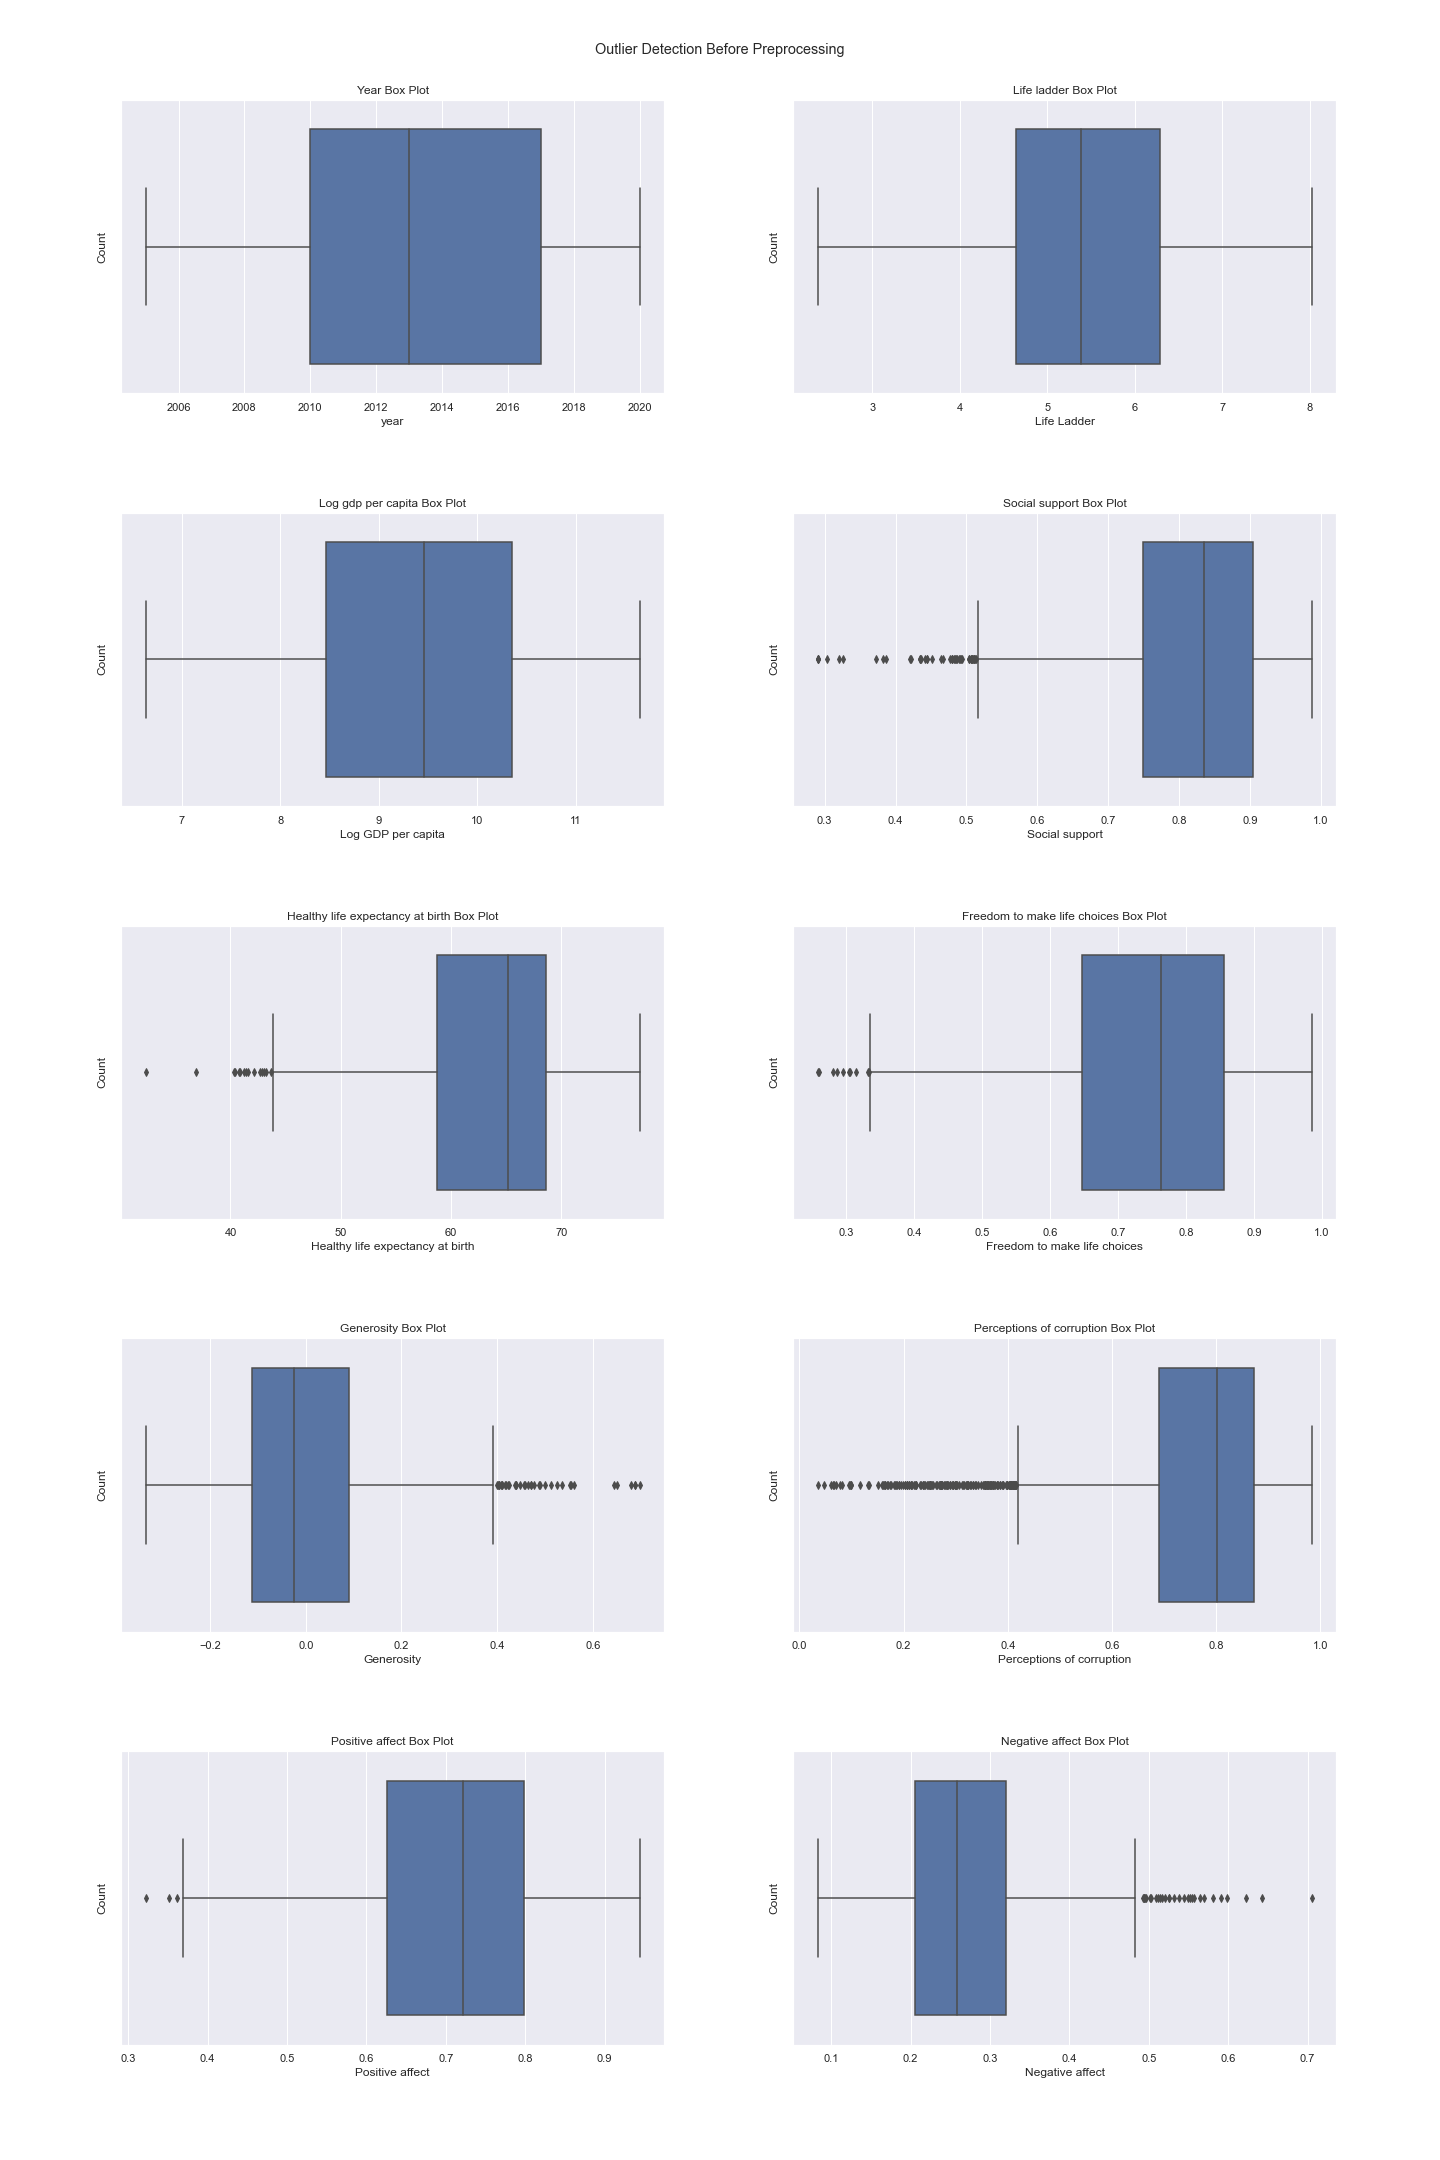 Outlier Detection Before Preprocessing
Year Box Plot
Count
2006 2008 2010 2012 2014 2016 2018 2020
year
Life ladder Box Plot
Count
3 4 5 6 7 8
Life Ladder
Log gdp per capita Box Plot
Count
7 8 9 10 11
Log GDP per capita
Social support Box Plot
Count
0.3 0.4 0.5 0.6 0.7 0.8 0.9 1.0
Social support
Healthy life expectancy at birth Box Plot
Count
40 50 60 70
Healthy life expectancy at birth
Freedom to make life choices Box Plot
Count
0.3 0.4 0.5 0.6 0.7 0.8 0.9 1.0
Freedom to make life choices
Generosity Box Plot
Count
−0.2 0.0 0.2 0.4 0.6
Generosity
Perceptions of corruption Box Plot
Count
0.0 0.2 0.4 0.6 0.8 1.0
Perceptions of corruption
Positive affect Box Plot
Count
0.3 0.4 0.5 0.6 0.7 0.8 0.9
Positive affect
Negative affect Box Plot
Count
0.1 0.2 0.3 0.4 0.5 0.6 0.7
Negative affect